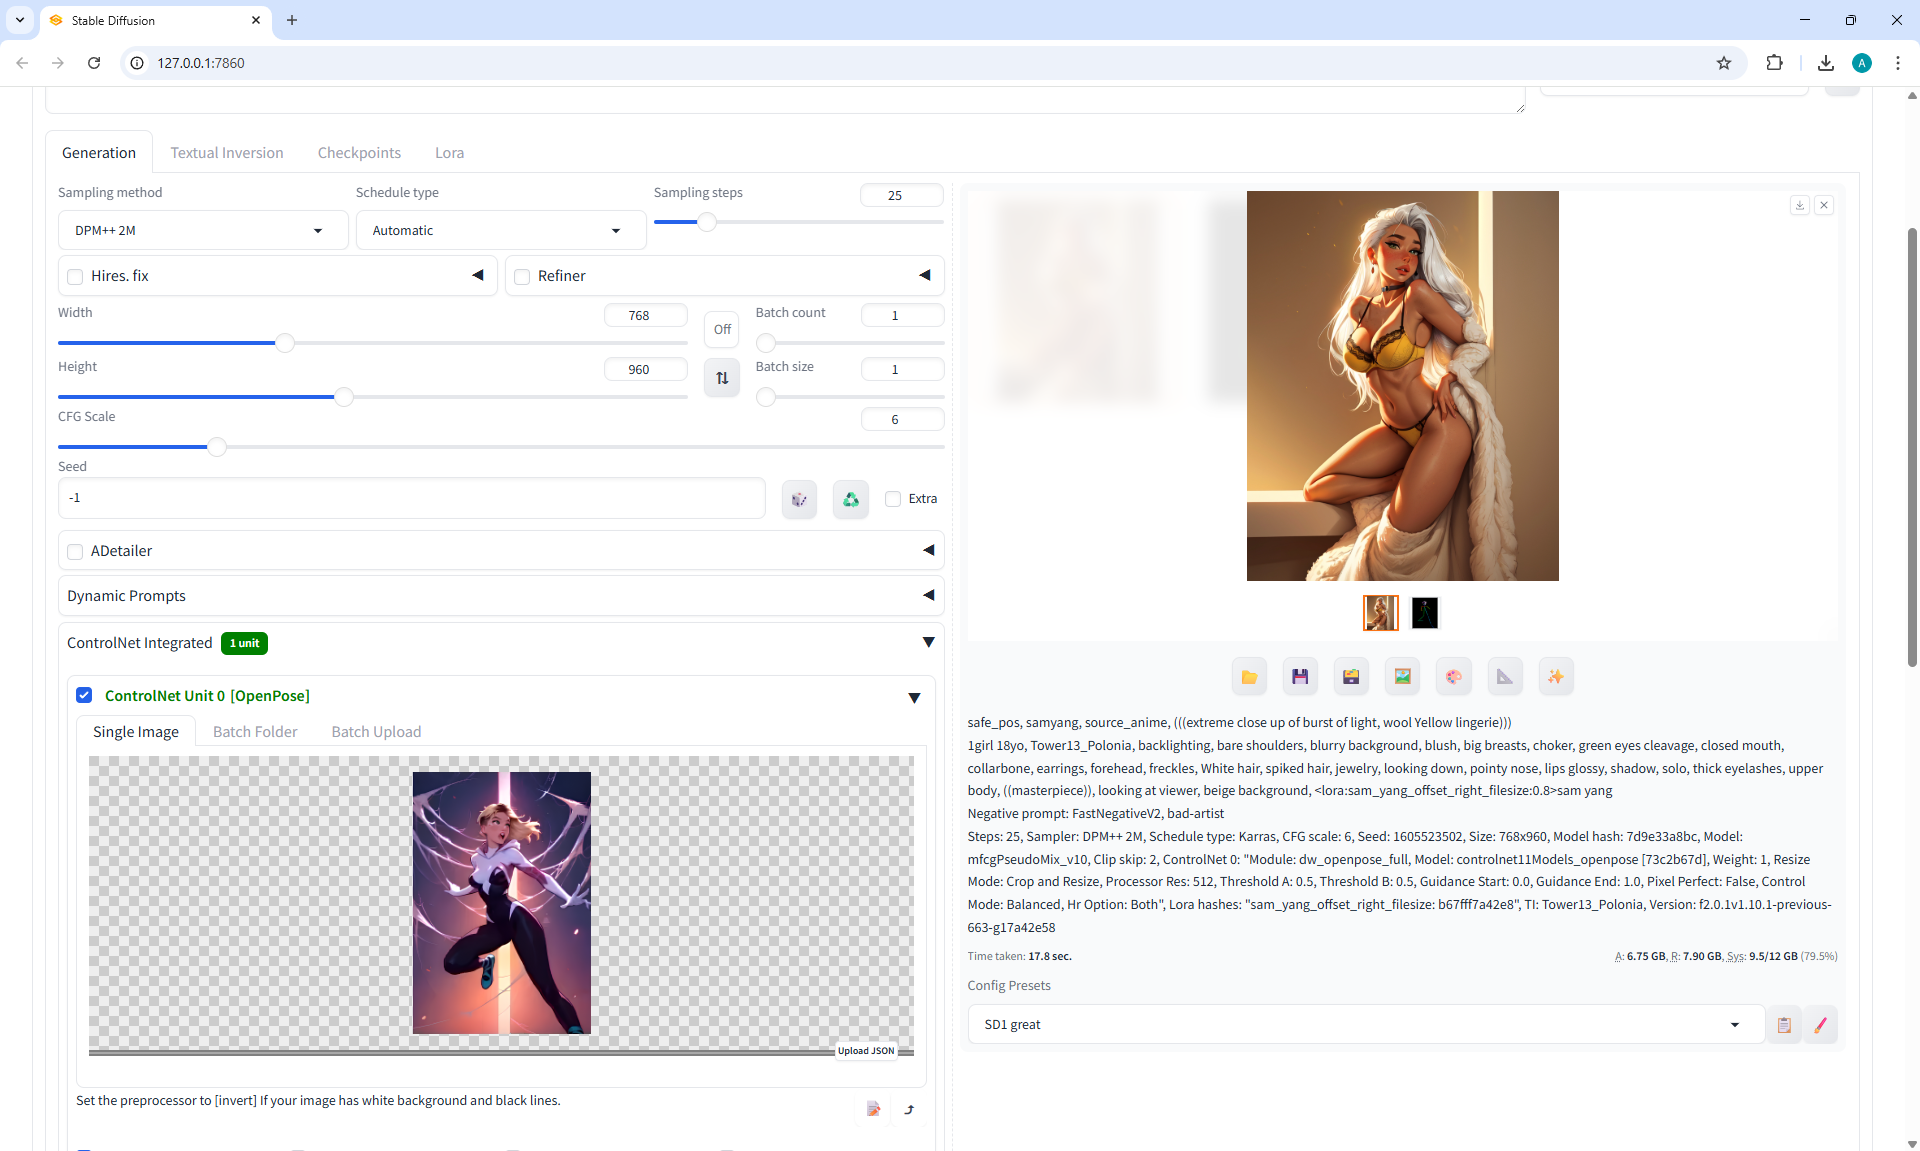 Stable Diffusion
127.0.0.1:7860
Generation
Textual Inversion
Checkpoints
Lora
Sampling method
Schedule type
Sampling steps
25
DPM++ 2M
Automatic
Hires. fix
Refiner
Width
768
Off
Batch count
1
Height
960
Batch size
1
CFG Scale
6
Seed
-1
Extra
ADetailer
Dynamic Prompts
ControlNet Integrated
1 unit
ControlNet Unit 0 [OpenPose]
Single Image
Batch Folder
Batch Upload
Upload JSON
Set the preprocessor to [invert] If your image has white background and black lines.
A
safe_pos, samyang, source_anime, (((extreme close up of burst of light, wool Yellow lingerie)))
1girl 18yo, Tower13_Polonia, backlighting, bare shoulders, blurry background, blush, big breasts, choker, green eyes cleavage, closed mouth,
collarbone, earrings, forehead, freckles, White hair, spiked hair, jewelry, looking down, pointy nose, lips glossy, shadow, solo, thick eyelashes, upper
body, ((masterpiece)), looking at viewer, beige background, <lora:sam_yang_offset_right_filesize:0.8>sam yang
Negative prompt: FastNegativeV2, bad-artist
Steps: 25, Sampler: DPM++ 2M, Schedule type: Karras, CFG scale: 6, Seed: 1605523502, Size: 768x960, Model hash: 7d9e33a8bc, Model:
mfcgPseudoMix_v10, Clip skip: 2, ControlNet 0: "Module: dw_openpose_full, Model: controlnet11Models_openpose [73c2b67d], Weight: 1, Resize
Mode: Crop and Resize, Processor Res: 512, Threshold A: 0.5, Threshold B: 0.5, Guidance Start: 0.0, Guidance End: 1.0, Pixel Perfect: False, Control
Mode: Balanced, Hr Option: Both", Lora hashes: "sam_yang_offset_right_filesize: b67fff7a42e8", TI: Tower13_Polonia, Version: f2.0.1v1.10.1-previous-
663-g17a42e58
Time taken: 17.8 sec.
A: 6.75 GB, R: 7.90 GB, Sys: 9.5/12 GB (79.5%)
Config Presets
SD1 great